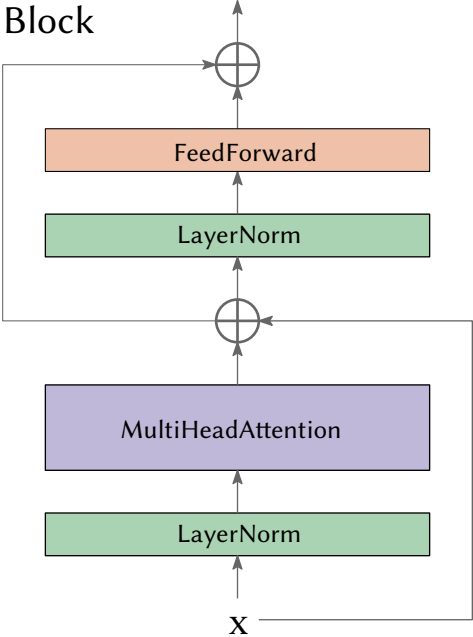 Block
FeedForward
LayerNorm
MultiHeadAttention
LayerNorm
x